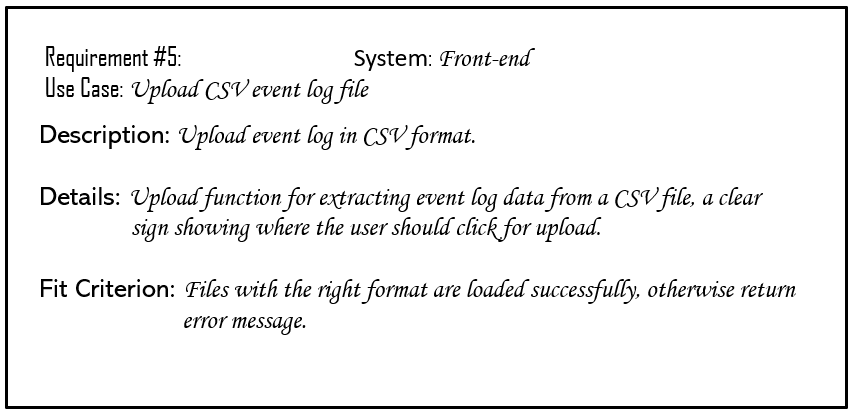 Requirement #5: System: Front-end
Use Case: Upload CSV event log file
Description: Upload event log in CSV format.
Details: Upload function for extracting event log data from a CSV file, a clear
sign showing where the user should click for upload.
Fit Criterion: Files with the right format are loaded successfully, otherwise return
error message.